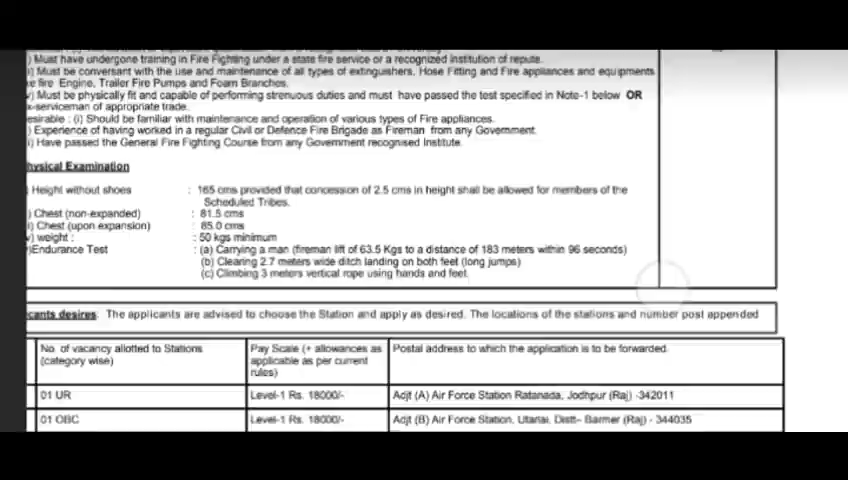 ) Must have undergone training in Fire Fighting under a state fire service or a recognized institution of repute.
) Must be conversant with the use and maintenance of all types of extinguishers, Hose Fitting and Fire appliances and equipments
e fire Engine, Trailer Fire Pumps and Foam Branches.
) Must be physically fit and capable of performing strenuous duties and must have passed the test specified in Note-1 below OR
x-serviceman of appropriate trade.
esirable : (i) Should be familiar with maintenance and operation of various types of Fire appliances.
) Experience of having worked in a regular Civil or Defence Fire Brigade as Fireman from any Government.
i) Have passed the General Fire Fighting Course from any Government recognised Institute.
hysical Examination
) Height without shoes : 165 cms provided that concession of 2.5 cms in height shall be allowed for members of the
Scheduled Tribes.
) Chest (non-expanded) : 81.5 cms
i) Chest (upon expansion) : 85.0 cms
v) weight : : 50 kgs minimum
)Endurance Test : (a) Carrying a man (fireman lift of 63.5 Kgs to a distance of 183 meters within 96 seconds)
(b) Clearing 2.7 meters wide ditch landing on both feet (long jumps)
(c) Climbing 3 meters vertical rope using hands and feet.
cants desires: The applicants are advised to choose the Station and apply as desired. The locations of the stations and number post appended
No. of vacancy allotted to Stations (category wise)
Pay Scale (+ allowances as applicable as per current rules)
Postal address to which the application is to be forwarded.
01 UR Level-1 Rs. 18000/- Adjt (A) Air Force Station Ratanada, Jodhpur (Raj) -342011
01 OBC Level-1 Rs. 18000/- Adjt (B) Air Force Station, Utarlai, Distt- Barmer (Raj) - 344035